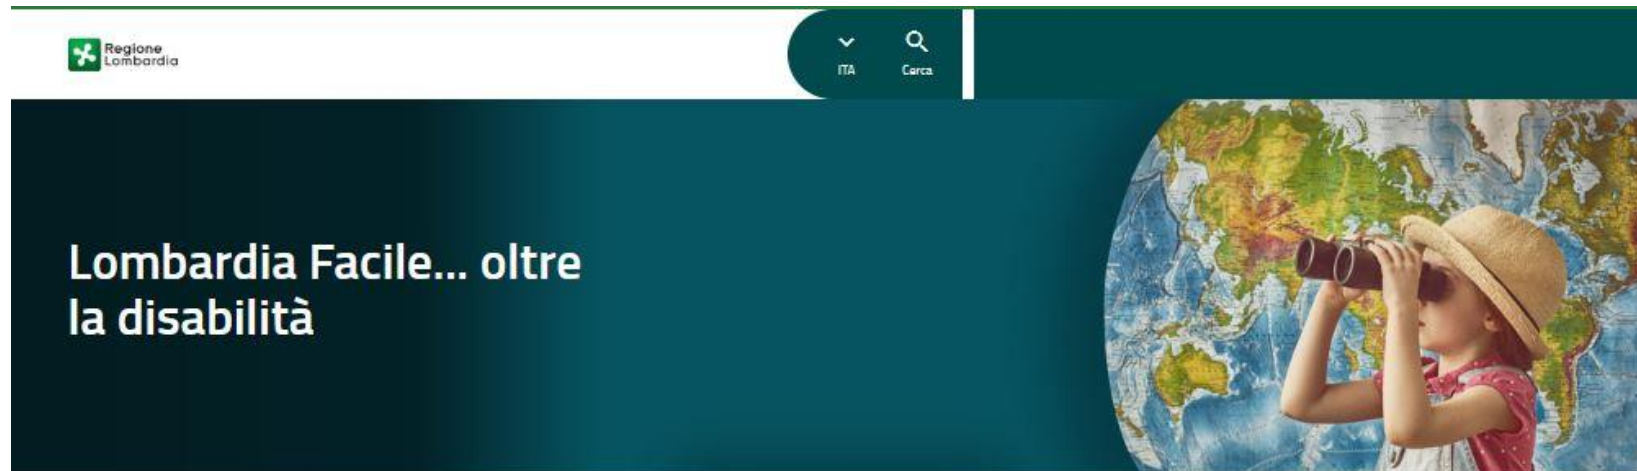 Regione
Lombardia
ITA
Cerca
Lombardia Facile... oltre
la disabilità